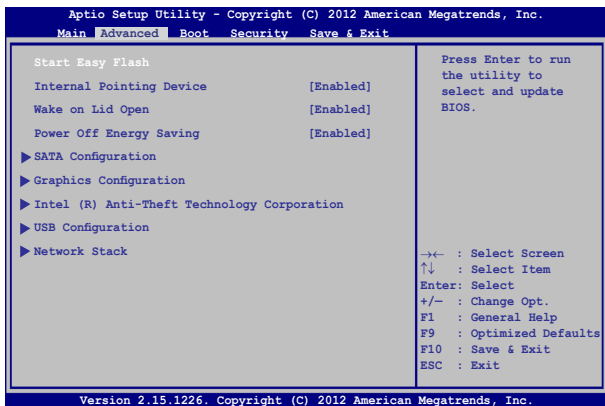 Aptio Setup Utility - Copyright (C) 2012 American Megatrends, Inc.
Main Advanced Boot Security Save & Exit
Start Easy Flash
Internal Pointing Device [Enabled]
Wake on Lid Open [Enabled]
Power Off Energy Saving [Enabled]
SATA Configuration
Graphics Configuration
Intel (R) Anti-Theft Technology Corporation
USB Configuration
Network Stack
Press Enter to run
the utility to
select and update
BIOS.
→← : Select Screen
↑↓ : Select Item
Enter: Select
+/— : Change Opt.
F1 : General Help
F9 : Optimized Defaults
F10 : Save & Exit
ESC : Exit
Version 2.15.1226. Copyright (C) 2012 American Megatrends, Inc.